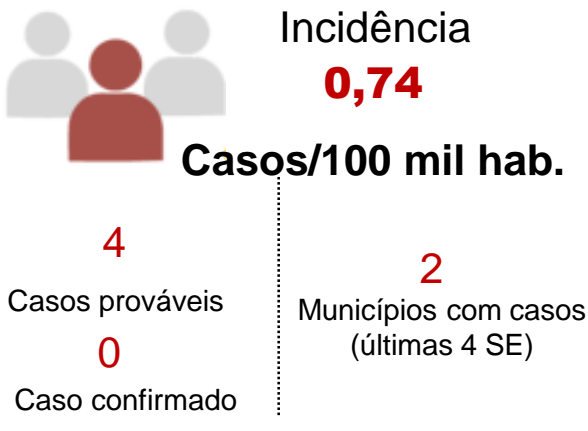 Incidência
0,74
Casos/100 mil hab.
4
Casos prováveis
0
Caso confirmado
2
Municípios com casos
(últimas 4 SE)